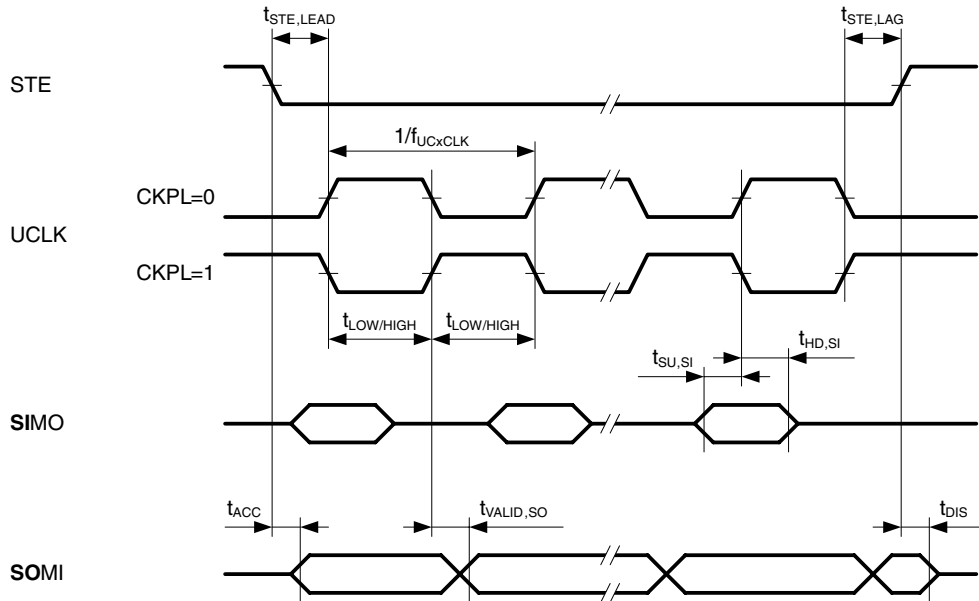 tSTE,LEAD
tSTE,LAG
STE
1/fUCxCLK
CKPL=0
UCLK
CKPL=1
tLOW/HIGH tLOW/HIGH
tHD,SI
tSU,SI
SIMO
tACC
tVALID,SO
tDIS
SOMI